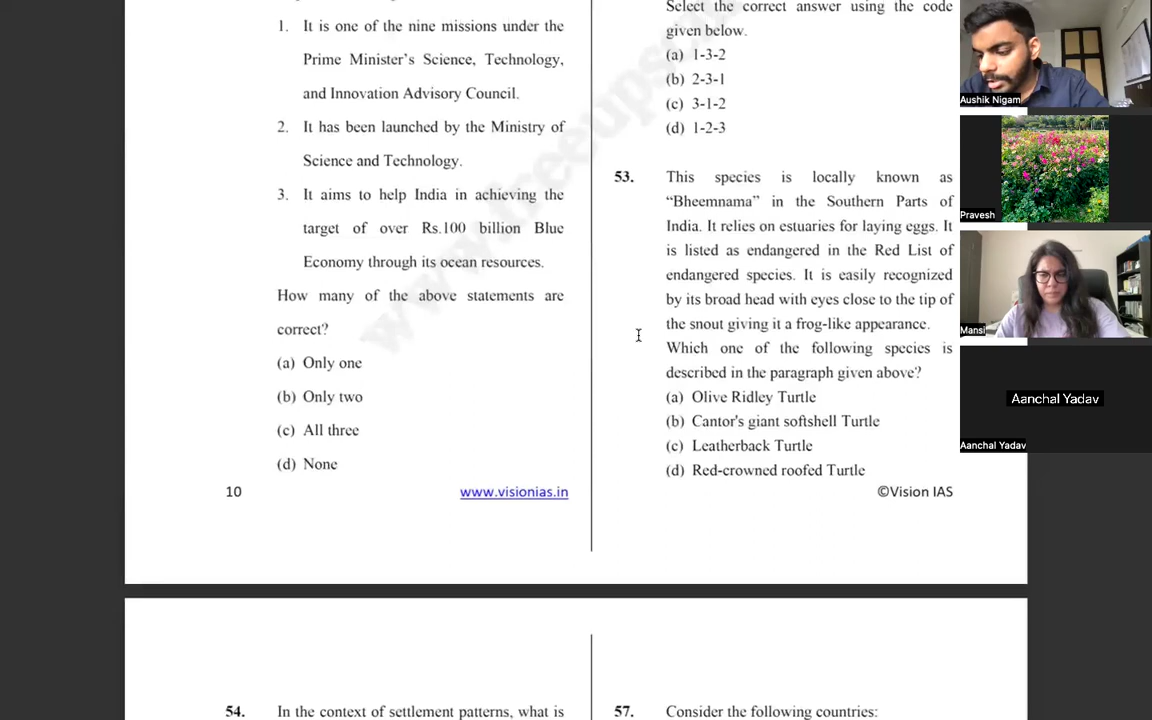 1. It is one of the nine missions under the
Prime Minister's Science, Technology,
and Innovation Advisory Council.
2. It has been launched by the Ministry of
Science and Technology.
3. It aims to help India in achieving the
target of over Rs.100 billion Blue
Economy through its ocean resources.
How many of the above statements are
correct?
(a) Only one
(b) Only two
(c) All three
(d) None
10
www.visionias.in
Select the correct answer using the code
given below.
(a) 1-3-2
(b) 2-3-1
(c) 3-1-2
(d) 1-2-3
53. This species is locally known as
“Bheemnama” in the Southern Parts of
India. It relies on estuaries for laying eggs. It
is listed as endangered in the Red List of
endangered species. It is easily recognized
by its broad head with eyes close to the tip of
the snout giving it a frog-like appearance.
Which one of the following species is
described in the paragraph given above?
(a) Olive Ridley Turtle
(b) Cantor's giant softshell Turtle
(c) Leatherback Turtle
(d) Red-crowned roofed Turtle
©Vision IAS
54. In the context of settlement patterns, what is
57. Consider the following countries:
Aushik Nigam
Pravesh
Mansi
Aanchal Yadav
Aanchal Yadav